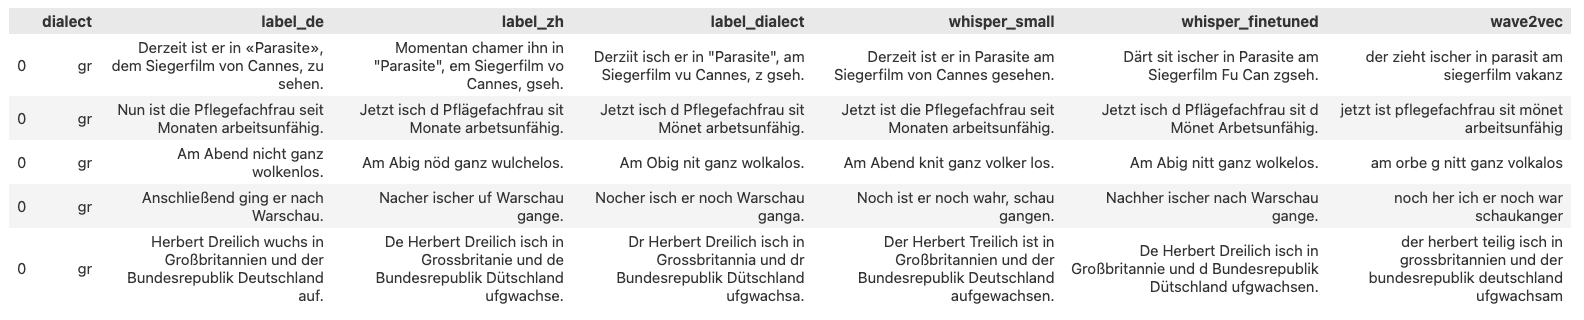 dialect label_de label_zh label_dialect whisper_small whisper_finetuned wave2vec
0 gr
Derzeit ist er in «Parasite»,
dem Siegerfilm von Cannes, zu
sehen.
Momentan chamer ihn in
"Parasite", em Siegerfilm vo
Cannes, gseh.
Derziit isch er in "Parasite", am
Siegerfilm vu Cannes, z gseh.
Derzeit ist er in Parasite am
Siegerfilm von Cannes gesehen.
Därt sit ischer in Parasite am
Siegerfilm Fu Can zgseh.
der zieht ischer in parasit am
siegerfilm vakanz
0 gr
Nun ist die Pflegefachfrau seit
Monaten arbeitsunfähig.
Jetzt isch d Pflägefachfrau sit
Monate arbetsunfähig.
Jetzt isch d Pflegefachfrau sit
Mönet arbetsunfähig.
Jetzt ist die Pflegefachfrau seit
Monaten arbeitsunfähig.
Jetzt isch d Pflägefachfrau sit d
Mönet Arbetsunfähig.
jetzt ist pflegefachfrau sit mönet
arbeitsunfähig
0 gr
Am Abend nicht ganz
wolkenlos.
Am Abig nöd ganz wulchelos.
Am Obig nit ganz wolkalos.
Am Abend knit ganz volker los.
Am Abig nitt ganz wolkelos.
am orbe g nitt ganz volkalos
0 gr
Anschließend ging er nach
Warschau.
Nacher ischer uf Warschau
gange.
Nocher isch er noch Warschau
ganga.
Noch ist er noch wahr, schau
gangen.
Nachher ischer nach Warschau
gange.
noch her ich er noch war
schaukanger
0 gr
Herbert Dreilich wuchs in
Großbritannien und der
Bundesrepublik Deutschland
auf.
De Herbert Dreilich isch in
Grossbritanie und de
Bundesrepublik Dütschland
ufgwachse.
Dr Herbert Dreilich isch in
Grossbritannia und dr
Bundesrepublik Dütschland
ufgwachsa.
Der Herbert Treilich ist in
Großbritannien und der
Bundesrepublik Deutschland
aufgewachsen.
De Herbert Dreilich isch in
Großbritannie und d Bundesrepublik
Dütschland ufgwachsen.
der herbert teilig isch in
grossbritannien und der
bundesrepublik deutschland
ufgwachsam